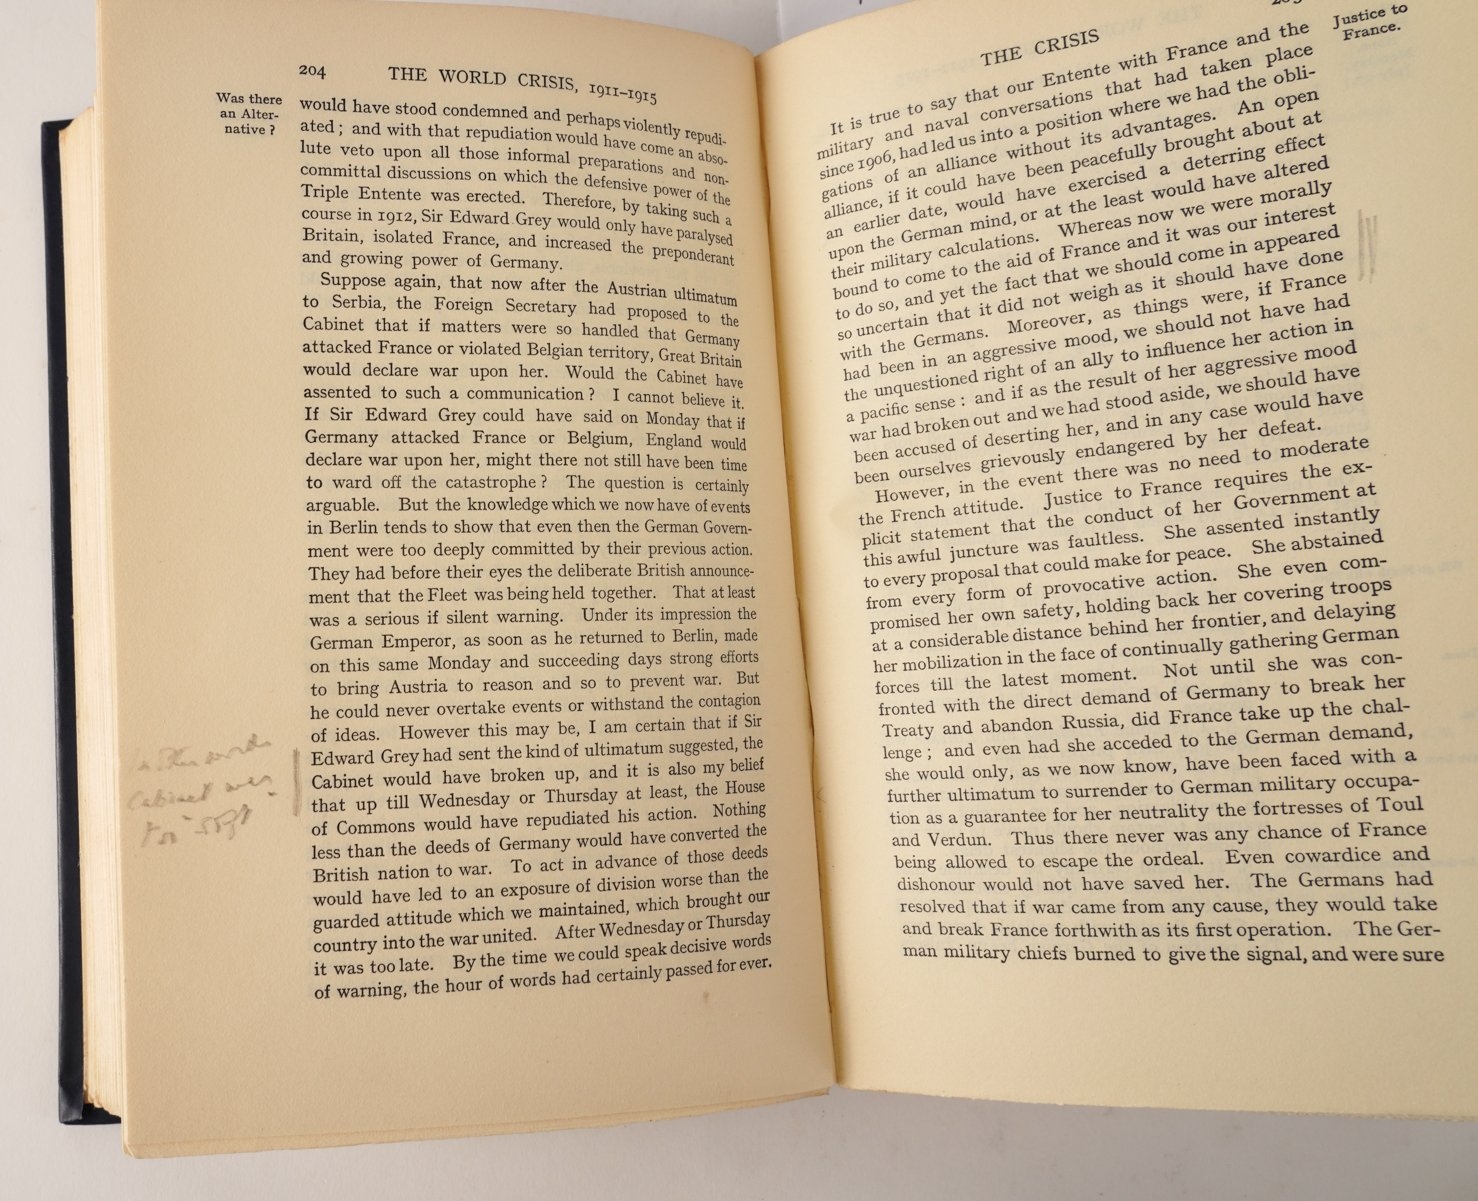 204 THE WORLD CRISIS, 1911–1915
Was there
an Alter-
native ?
would have stood condemned and perhaps violently repudi-
ated ; and with that repudiation would have come an abso-
lute veto upon all those informal preparations and non-
committal discussions on which the defensive power of the
Triple Entente was erected. Therefore, by taking such a
course in 1912, Sir Edward Grey would only have paralysed
Britain, isolated France, and increased the preponderant
and growing power of Germany.
Suppose again, that now after the Austrian ultimatum
to Serbia, the Foreign Secretary had proposed to the
Cabinet that if matters were so handled that Germany
attacked France or violated Belgian territory, Great Britain
would declare war upon her. Would the Cabinet have
assented to such a communication ? I cannot believe it.
If Sir Edward Grey could have said on Monday that if
Germany attacked France or Belgium, England would
declare war upon her, might there not still have been time
to ward off the catastrophe ? The question is certainly
arguable. But the knowledge which we now have of events
in Berlin tends to show that even then the German Govern-
ment were too deeply committed by their previous action.
They had before their eyes the deliberate British announce-
ment that the Fleet was being held together. That at least
was a serious if silent warning. Under its impression the
German Emperor, as soon as he returned to Berlin, made
on this same Monday and succeeding days strong efforts
to bring Austria to reason and so to prevent war. But
he could never overtake events or withstand the contagion
of ideas. However this may be, I am certain that if Sir
Edward Grey had sent the kind of ultimatum suggested, the
Cabinet would have broken up, and it is also my belief
that up till Wednesday or Thursday at least, the House
of Commons would have repudiated his action. Nothing
less than the deeds of Germany would have converted the
British nation to war. To act in advance of those deeds
would have led to an exposure of division worse than the
guarded attitude which we maintained, which brought our
country into the war united. After Wednesday or Thursday
it was too late. By the time we could speak decisive words
of warning, the hour of words had certainly passed for ever.
Cabinet was
THE CRISIS
Justice to
France.
It is true to say that our Entente with France and the
military and naval conversations that had taken place
since 1906, had led us into a position where we had the obli-
gations of an alliance without its advantages. An open
alliance, if it could have been peacefully brought about at
an earlier date, would have exercised a deterring effect
upon the German mind, or at the least would have altered
their military calculations. Whereas now we were morally
bound to come to the aid of France and it was our interest
to do so, and yet the fact that we should come in appeared
so uncertain that it did not weigh as it should have done
with the Germans. Moreover, as things were, if France
had been in an aggressive mood, we should not have had
the unquestioned right of an ally to influence her action in
a pacific sense : and if as the result of her aggressive mood
war had broken out and we had stood aside, we should have
been accused of deserting her, and in any case would have
been ourselves grievously endangered by her defeat.
However, in the event there was no need to moderate
the French attitude. Justice to France requires the ex-
plicit statement that the conduct of her Government at
this awful juncture was faultless. She assented instantly
to every proposal that could make for peace. She abstained
from every form of provocative action. She even com-
promised her own safety, holding back her covering troops
at a considerable distance behind her frontier, and delaying
her mobilization in the face of continually gathering German
forces till the latest moment. Not until she was con-
fronted with the direct demand of Germany to break her
Treaty and abandon Russia, did France take up the chal-
lenge ; and even had she acceded to the German demand,
she would only, as we now know, have been faced with a
further ultimatum to surrender to German military occupa-
tion as a guarantee for her neutrality the fortresses of Toul
and Verdun. Thus there never was any chance of France
being allowed to escape the ordeal. Even cowardice and
dishonour would not have saved her. The Germans had
resolved that if war came from any cause, they would take
and break France forthwith as its first operation. The Ger-
man military chiefs burned to give the signal, and were sure